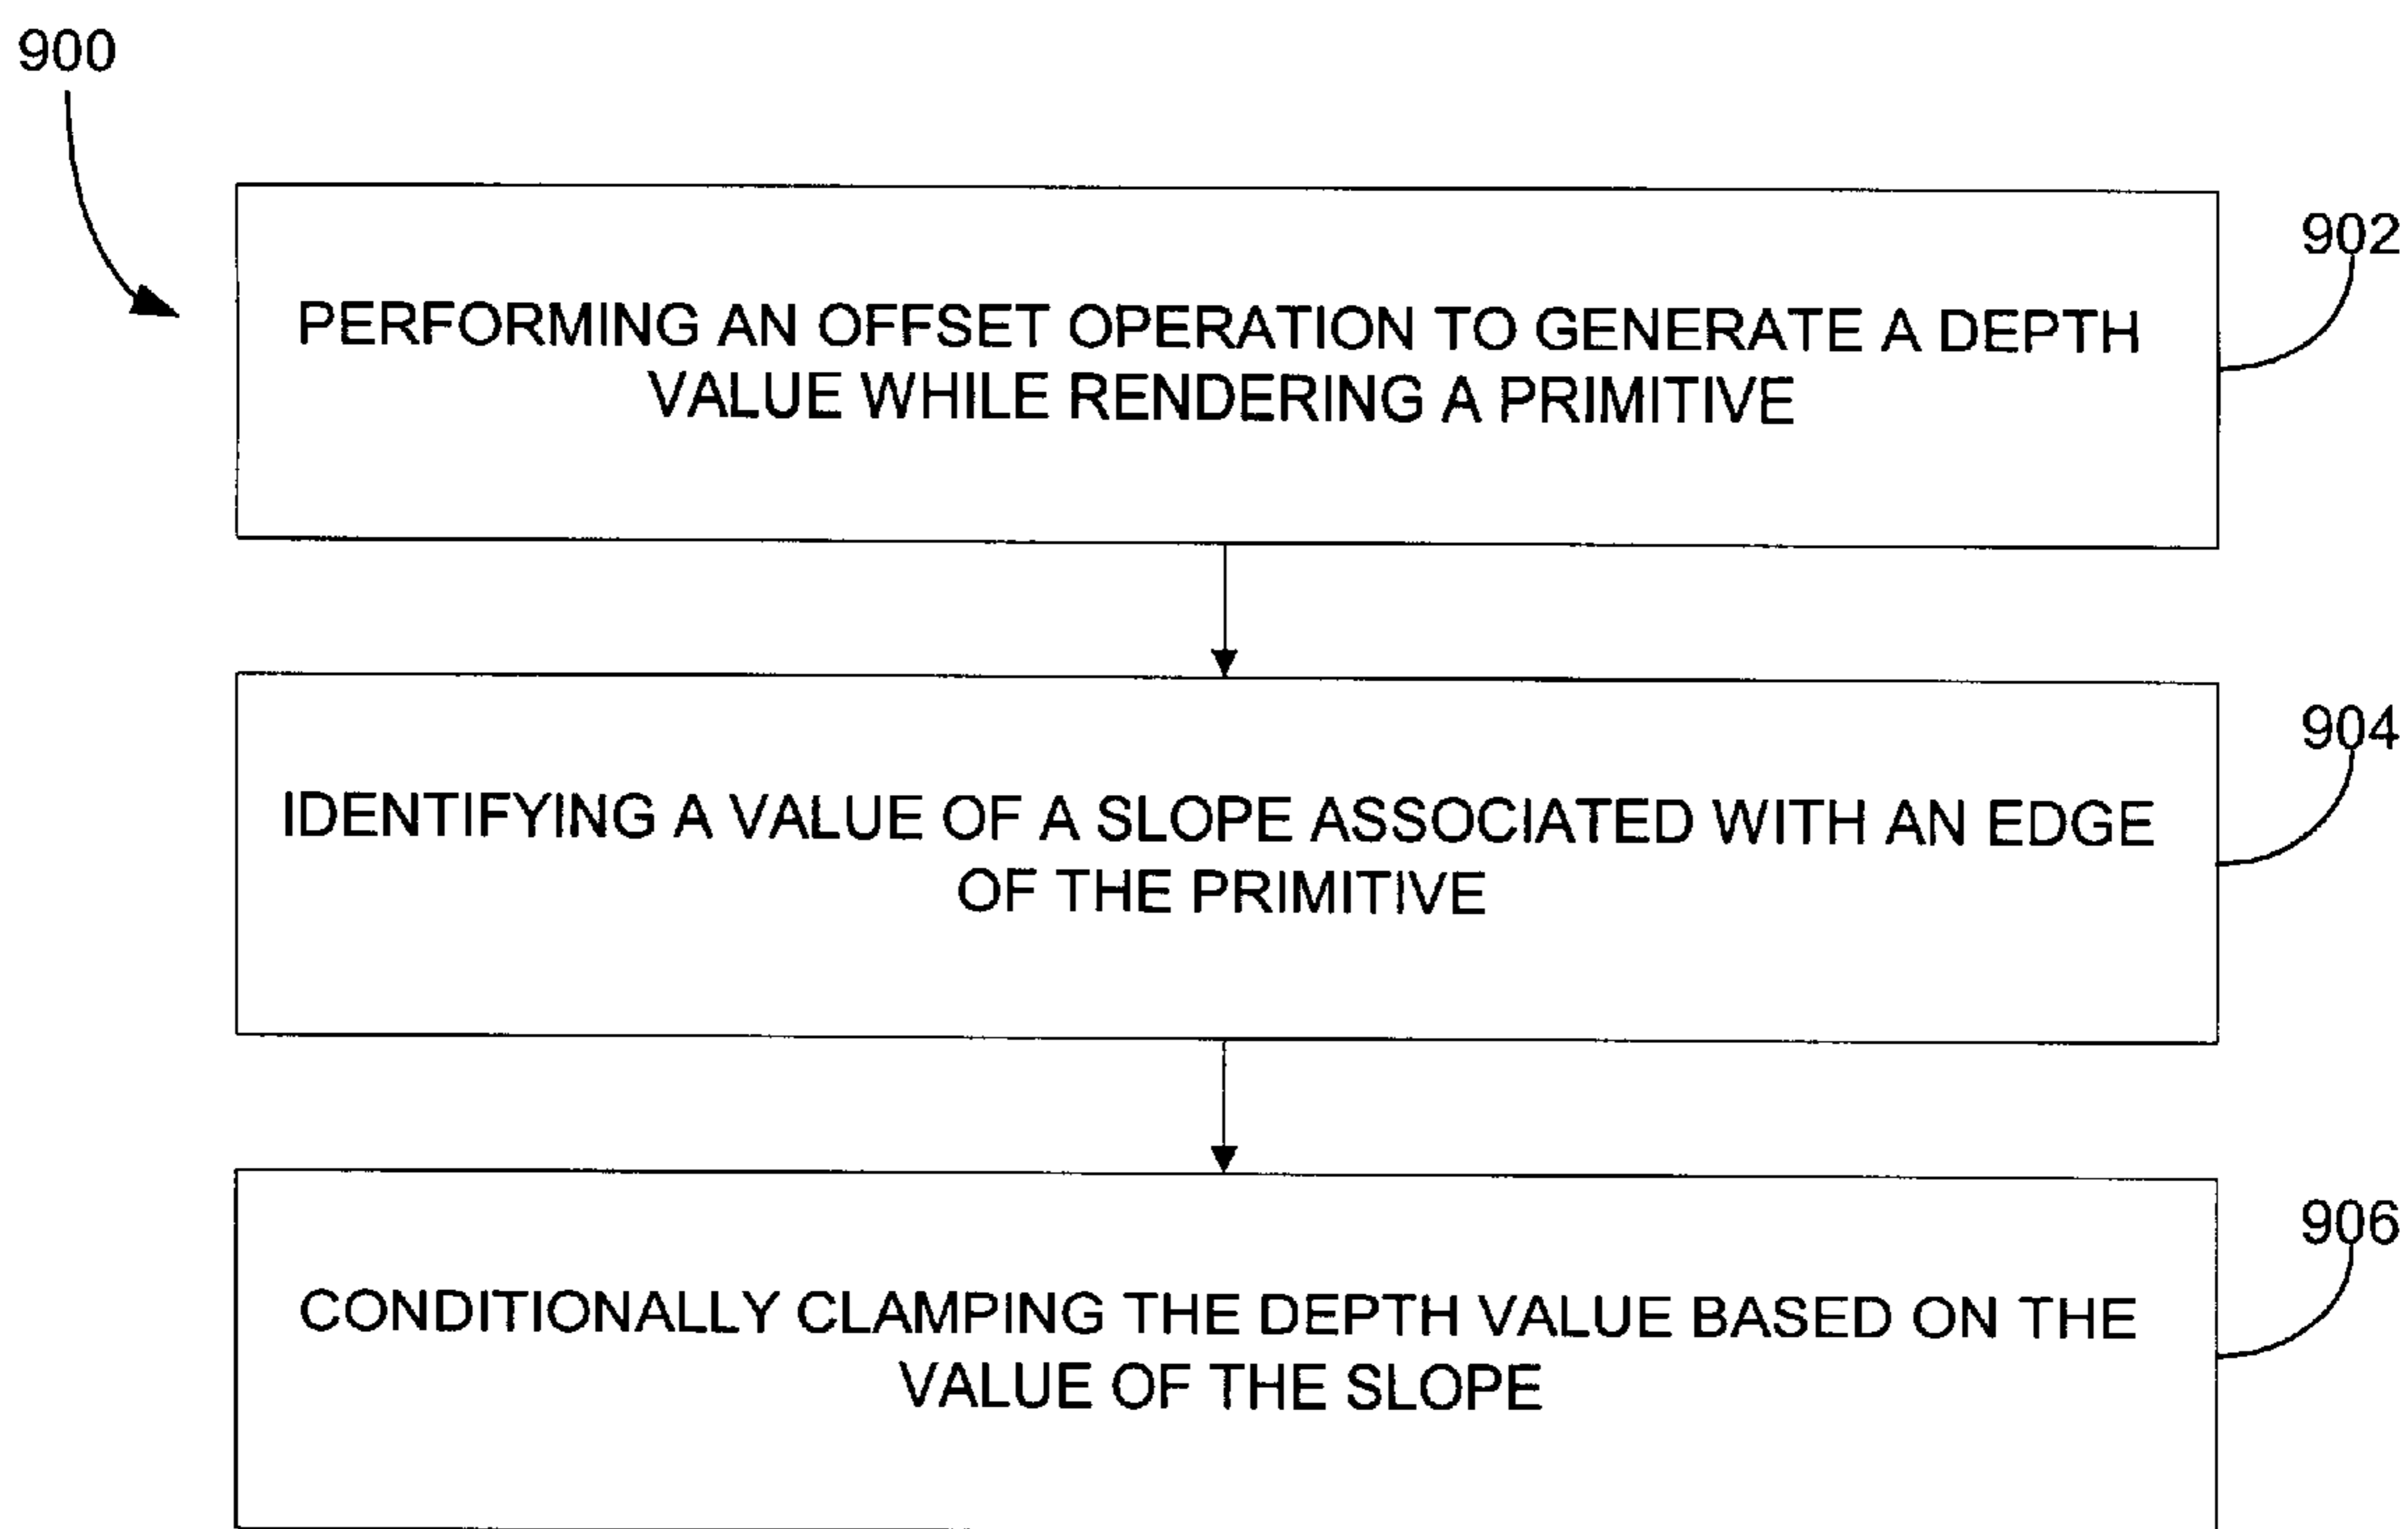 900
902
PERFORMING AN OFFSET OPERATION TO GENERATE A DEPTH
VALUE WHILE RENDERING A PRIMITIVE
904
IDENTIFYING A VALUE OF A SLOPE ASSOCIATED WITH AN EDGE
OF THE PRIMITIVE
906
CONDITIONALLY CLAMPING THE DEPTH VALUE BASED ON THE
VALUE OF THE SLOPE